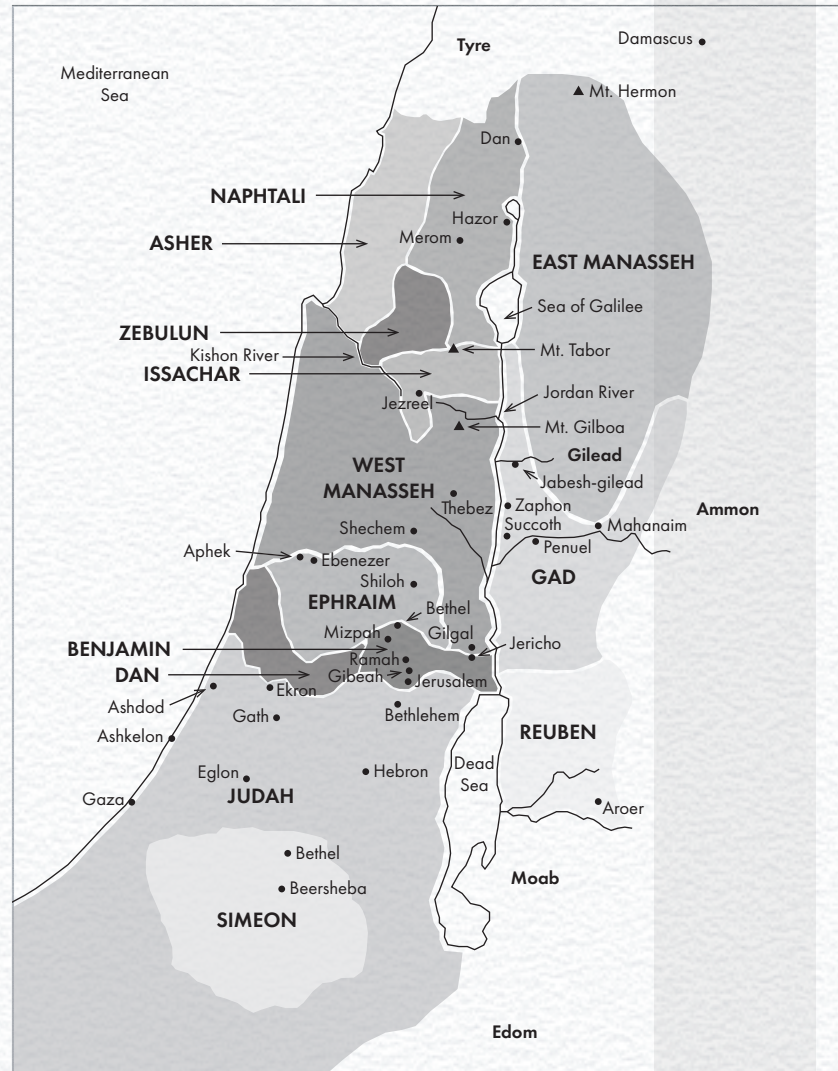 Tyre
Damascus
Mediterranean
Sea
Mt. Hermon
Dan
NAPHTALI
Hazor
Merom
ASHER
EAST MANASSEH
Sea of Galilee
ZEBULUN
Kishon River
Mt. Tabor
ISSACHAR
Jordan River
Jezreel
Mt. Gilboa
Gilead
WEST
MANASSEH
Jabesh-gilead
Thebez
Zaphon
Ammon
Succoth
Mahanaim
Shechem
Penuel
Aphek
Ebenezer
GAD
Shiloh
EPHRAIM
Bethel
Mizpah
Gilgal
Jericho
BENJAMIN
Ramah
DAN
Gibeah
Jerusalem
Ekron
Ashdod
Gath
Bethlehem
Ashkelon
REUBEN
Dead
Sea
Eglon
Hebron
JUDAH
Gaza
Aroer
Bethel
Moab
Beersheba
SIMEON
Edom